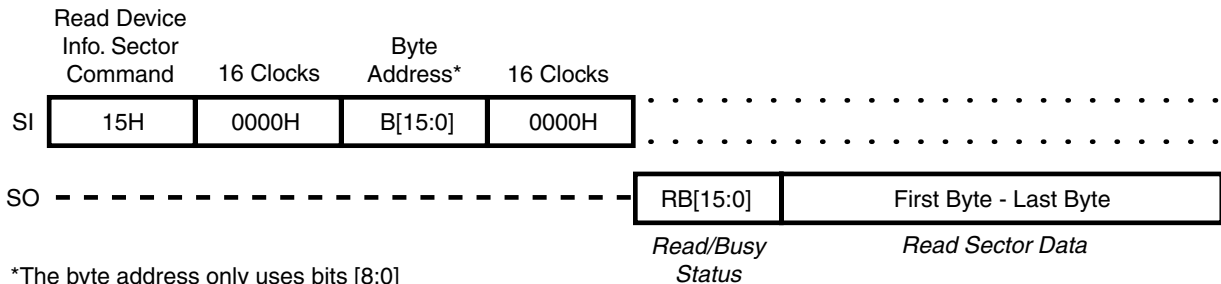 Read Device
Info. Sector
Command
16 Clocks
Byte
Address*
16 Clocks
SI
15H
0000H
B[15:0]
0000H
SO
RB[15:0]
First Byte - Last Byte
Read/Busy
Status
Read Sector Data
*The byte address only uses bits [8:0]